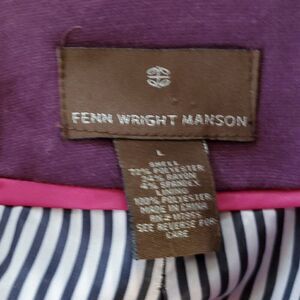 FENN WRIGHT MANSON
L
SHELL
72% POLYESTER
24% RAYON
4% SPANDEX
LINING
100% POLYESTER
MADE IN CHINA
SEE REVERSE FOR
CARE